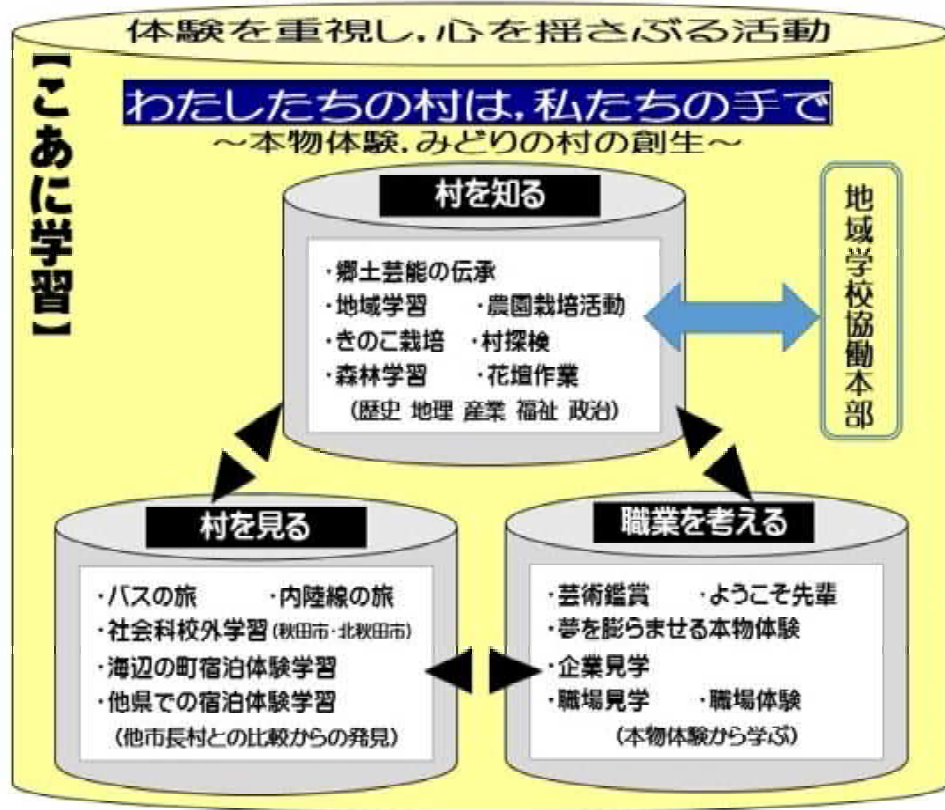 体験を重視し,心を揺さぶる活動
【こあに学習】
わたしたちの村は,私たちの手で
～本物体験.みどりの村の創生～
村を知る
・郷土芸能の伝承
・地域学習 ・農園栽培活動
・きのこ栽培 ・村探検
・森林学習 ・花壇作業
(歴史 地理 産業 福祉 政治)
地域学校協働本部
村を見る
・バスの旅 ・内陸線の旅
・社会科校外学習(秋田市・北秋田市)
・海辺の町宿泊体験学習
・他県での宿泊体験学習
(他市長村との比較からの発見)
職業を考える
・芸術鑑賞 ・ようこそ先輩
・夢を膨らませる本物体験
・企業見学
・職場見学 ・職場体験
(本物体験から学ぶ)